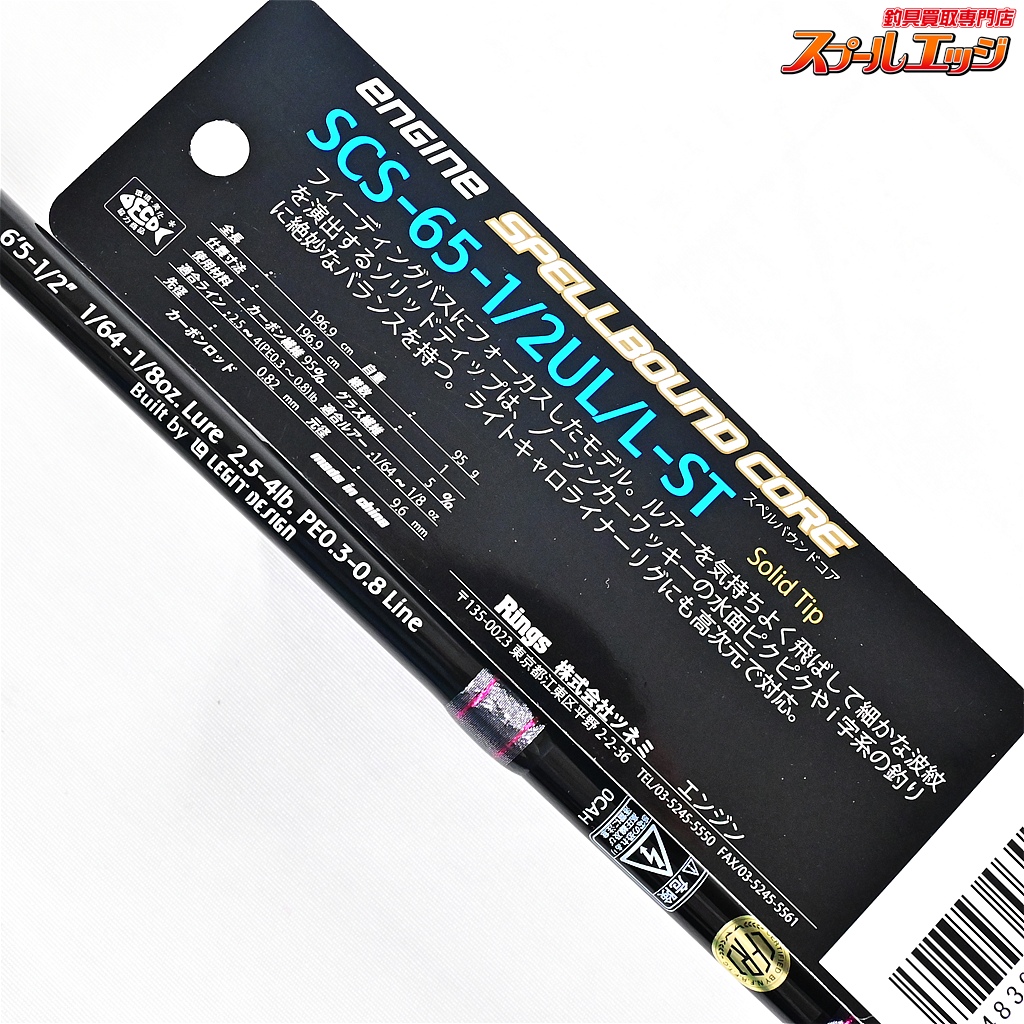 釣具買取専門店
スプールエッジ
engine SPELLBOUND CORE
スペルバウンドコア
SCS-65-1/2UL/L-ST
Solid Tip
フィーディングバスにフォーカスしたモデル。ルアーを気持ちよく飛ばして細かな波紋
を演出するソリッドティップは、ノーシンカーワッキーの水面ピクピクやi字系の釣り
に絶妙なバランスを持つ。ライトキャロライナーリグにも高次元で対応。
全長 : 196.9 cm 自重 : 95 g
仕舞寸法 : 196.9 cm 継数 : 1
使用材料 : カーボン繊維 95% グラス繊維 5 %
適合ライン : 2.5~4(PE0.3~0.8)lb 適合ルアー : 1/64~1/8 oz
先径 : 0.82 mm 元径 : 9.6 mm
カーボンロッド made in china
Rings 株式会社ツネミ エンジン
〒135-0023 東京都江東区平野2-2-36 TEL/03-5245-5550 FAX/03-5245-5561
6'5-1/2" 1/64-1/8oz. Lure 2.5-4lb. PE0.3-0.8 Line
Built by LEGIT DESIGN
OCAH
危険